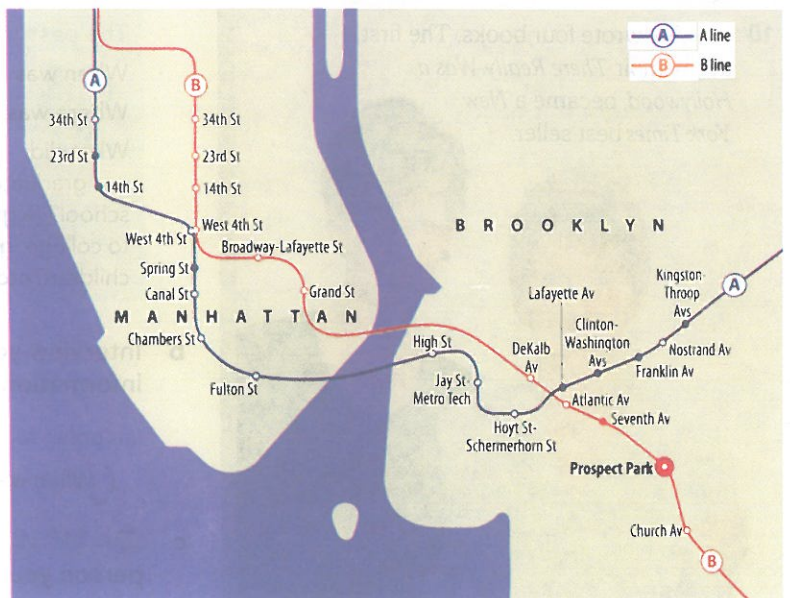 A A line
B B line
A
B
34th St
34th St
23rd St
23rd St
14th St
14th St
West 4th St
West 4th St
Broadway-Lafayette St
Spring St
Canal St
Grand St
MANHATTAN
Chambers St
Fulton St
BROOKLYN
High St
Jay St-
Metro Tech
Hoyt St-
Schermerhorn St
DeKalb
Av
Lafayette Av
Clinton-
Washington
Avs
Kingston-
Throop
Avs
A
Nostrand Av
Franklin Av
Atlantic Av
Seventh Av
Prospect Park
Church Av
B